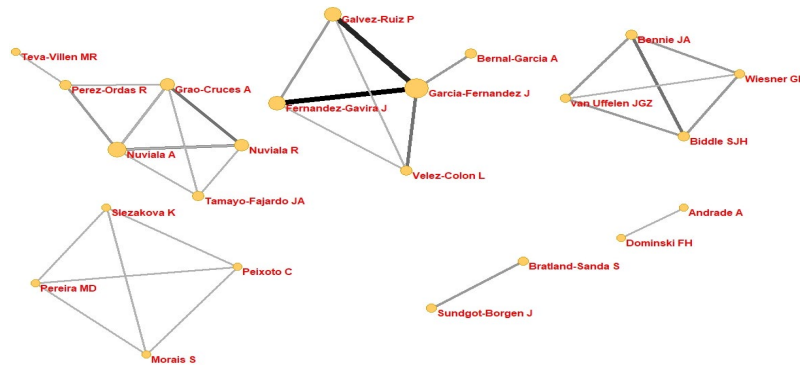 Galvez-Ruiz P
Bennie JA
Teva-Villen MR
Bernal-Garcia A
Wiesner Gl
Perez-Ordas R
Grao-Cruces A
Garcia-Fernandez J
Fernandez-Gavira J
van Uffelen JGZ
Biddle SJH
Nuviala A
Nuviala R
Velez-Colon L
Tamayo-Fajardo JA
Slezakova K
Andrade A
Dominski FH
Peixoto C
Bratland-Sanda S
Pereira MD
Sundgot-Borgen J
Morais S